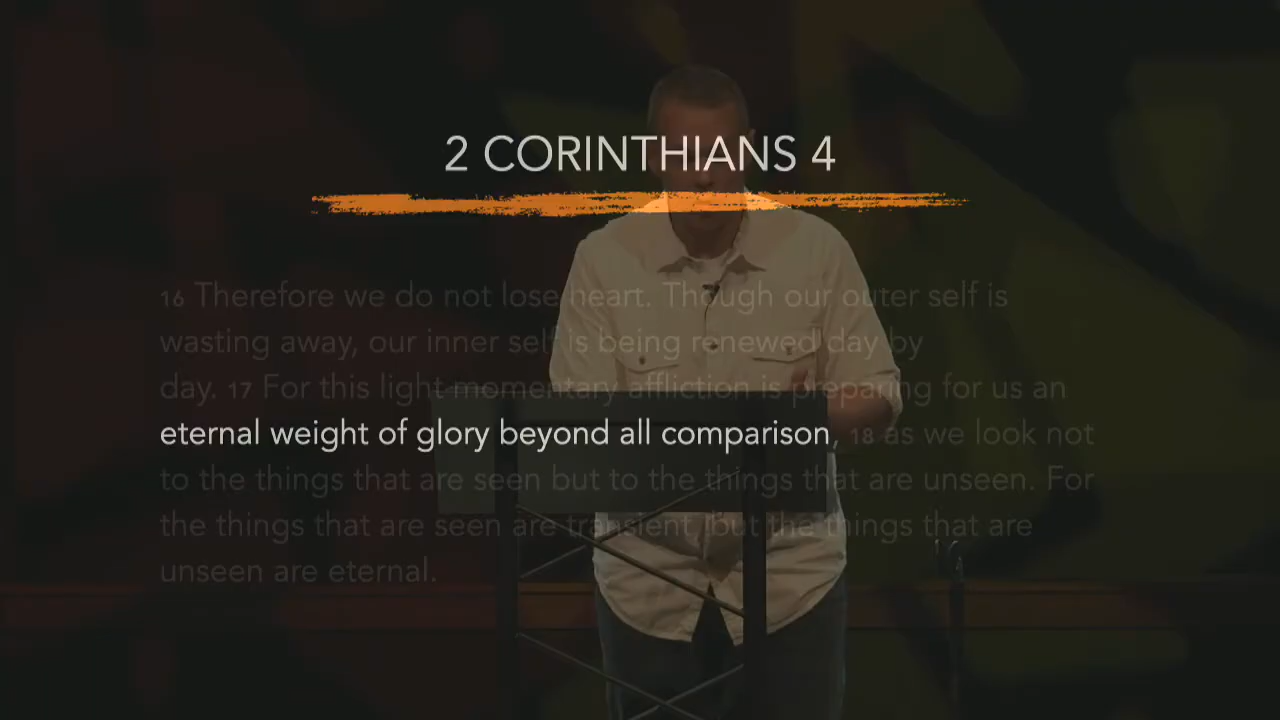 2 CORINTHIANS 4
16 Therefore we do not lose heart. Though our outer self is
wasting away, our inner self is being renewed day by
day. 17 For this light momentary affliction is preparing for us an
eternal weight of glory beyond all comparison, 18 as we look not
to the things that are seen but to the things that are unseen. For
the things that are seen are transient, but the things that are
unseen are eternal.